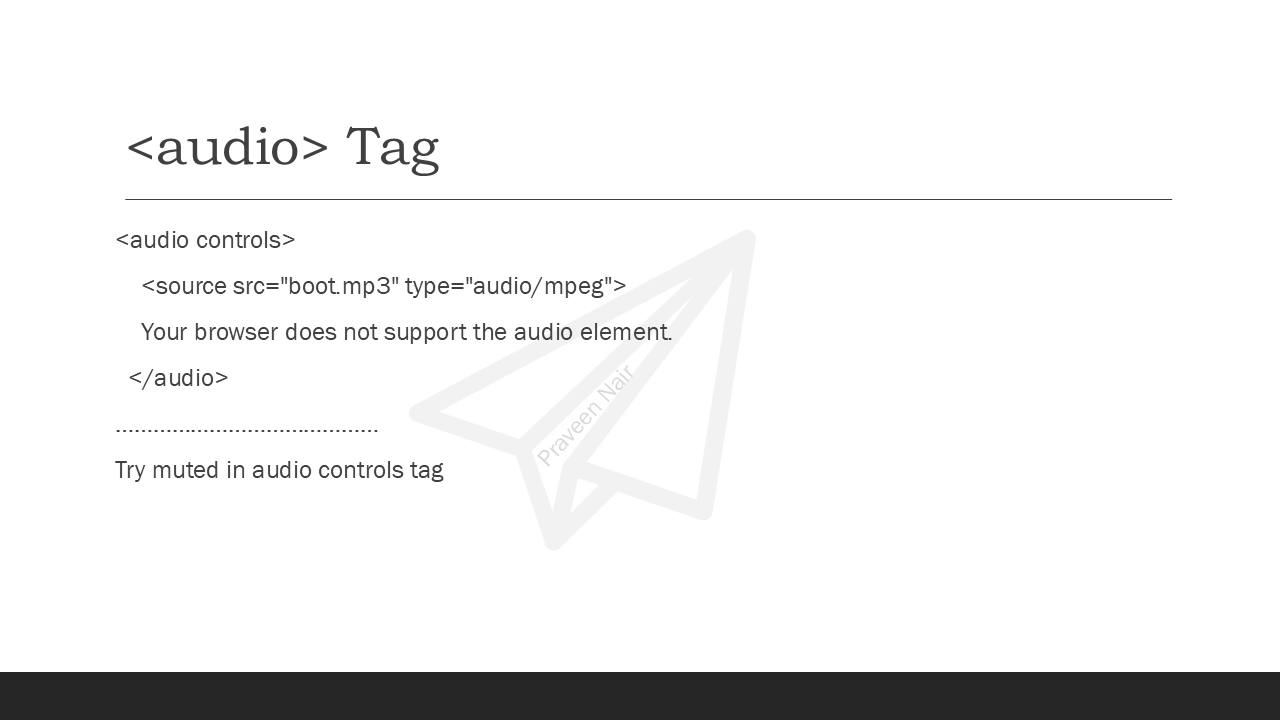 <audio> Tag
<audio controls>
<source src="boot.mp3" type="audio/mpeg">
Your browser does not support the audio element.
</audio>
……………………………………
Try muted in audio controls tag
Praveen Nair